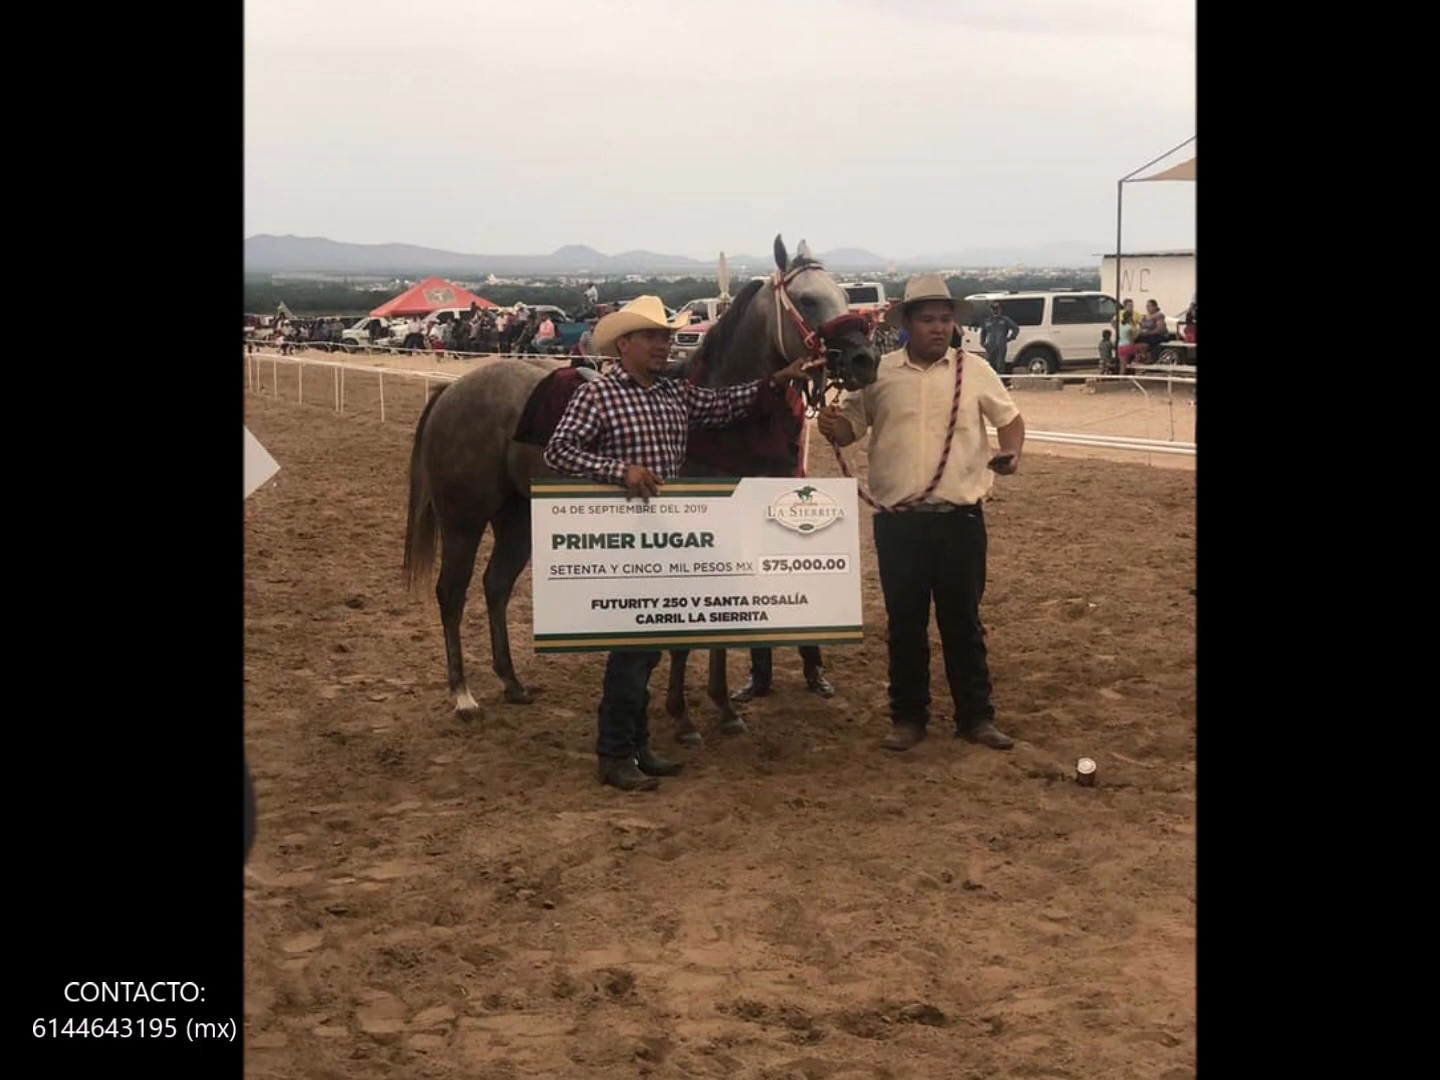 WC
04 DE SEPTIEMBRE DEL 2019
LA SIERRITA
PRIMER LUGAR
SETENTA Y CINCO MIL PESOS MX $75,000.00
FUTURITY 250 V SANTA ROSALÍA
CARRIL LA SIERRITA
CONTACTO:
6144643195 (mx)